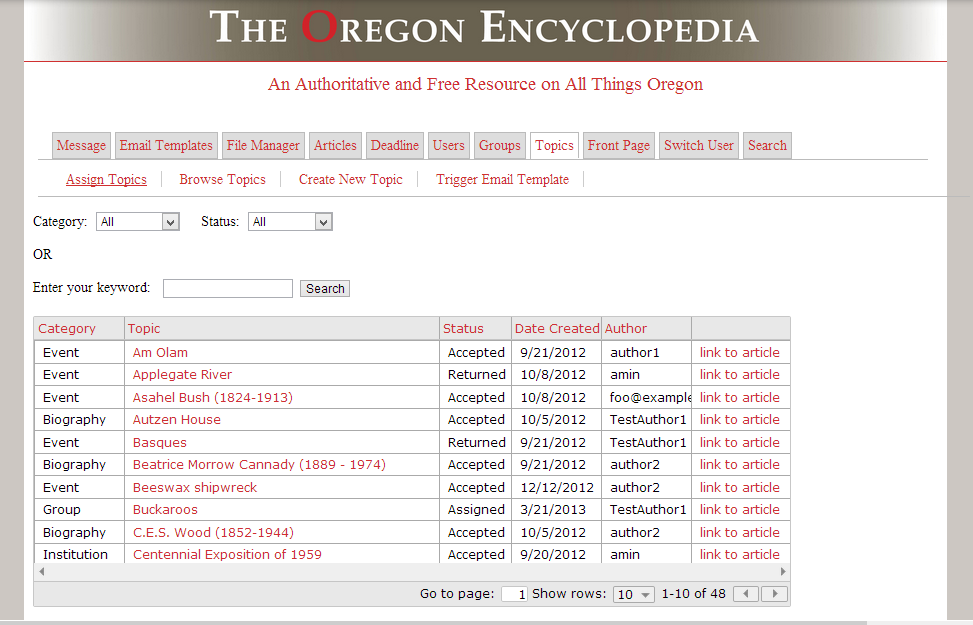 THE OREGON ENCYCLOPEDIA
An Authoritative and Free Resource on All Things Oregon
Message Email Templates File Manager Articles Deadline Users Groups Topics Front Page Switch User Search
Assign Topics Browse Topics Create New Topic Trigger Email Template
Category: All Status: All
OR
Enter your keyword: Search
Category Topic Status Date Created Author
Event Am Olam Accepted 9/21/2012 author1 link to article
Event Applegate River Returned 10/8/2012 amin link to article
Event Asahel Bush (1824-1913) Accepted 10/8/2012 foo@example link to article
Biography Autzen House Accepted 10/5/2012 TestAuthor1 link to article
Event Basques Returned 9/21/2012 TestAuthor1 link to article
Biography Beatrice Morrow Cannady (1889 - 1974) Accepted 9/21/2012 author2 link to article
Event Beeswax shipwreck Accepted 12/12/2012 author2 link to article
Group Buckaroos Assigned 3/21/2013 TestAuthor1 link to article
Biography C.E.S. Wood (1852-1944) Accepted 10/5/2012 author2 link to article
Institution Centennial Exposition of 1959 Accepted 9/20/2012 amin link to article
Go to page: 1 Show rows: 10 1-10 of 48